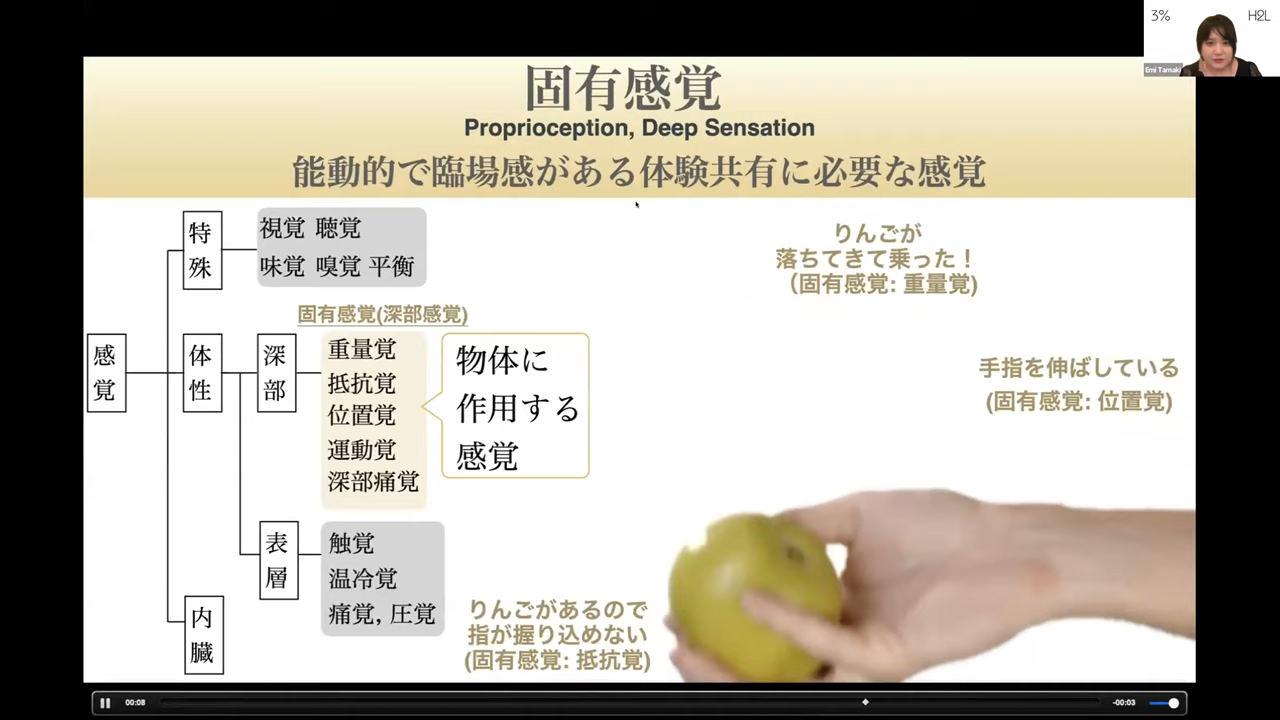 3%
H2L
Emi Tamaki
固有感覚
Proprioception, Deep Sensation
能動的で臨場感がある体験共有に必要な感覚
感覚
特殊
視覚 聴覚
味覚 嗅覚 平衡
体性
深部
固有感覚(深部感覚)
重量覚
抵抗覚
位置覚
運動覚
深部痛覚
物体に
作用する
感覚
表層
触覚
温冷覚
痛覚, 圧覚
内臓
りんごが
落ちてきて乗った！
（固有感覚: 重量覚)
手指を伸ばしている
(固有感覚: 位置覚)
りんごがあるので
指が握り込めない
(固有感覚: 抵抗覚)
00:08
-00:03